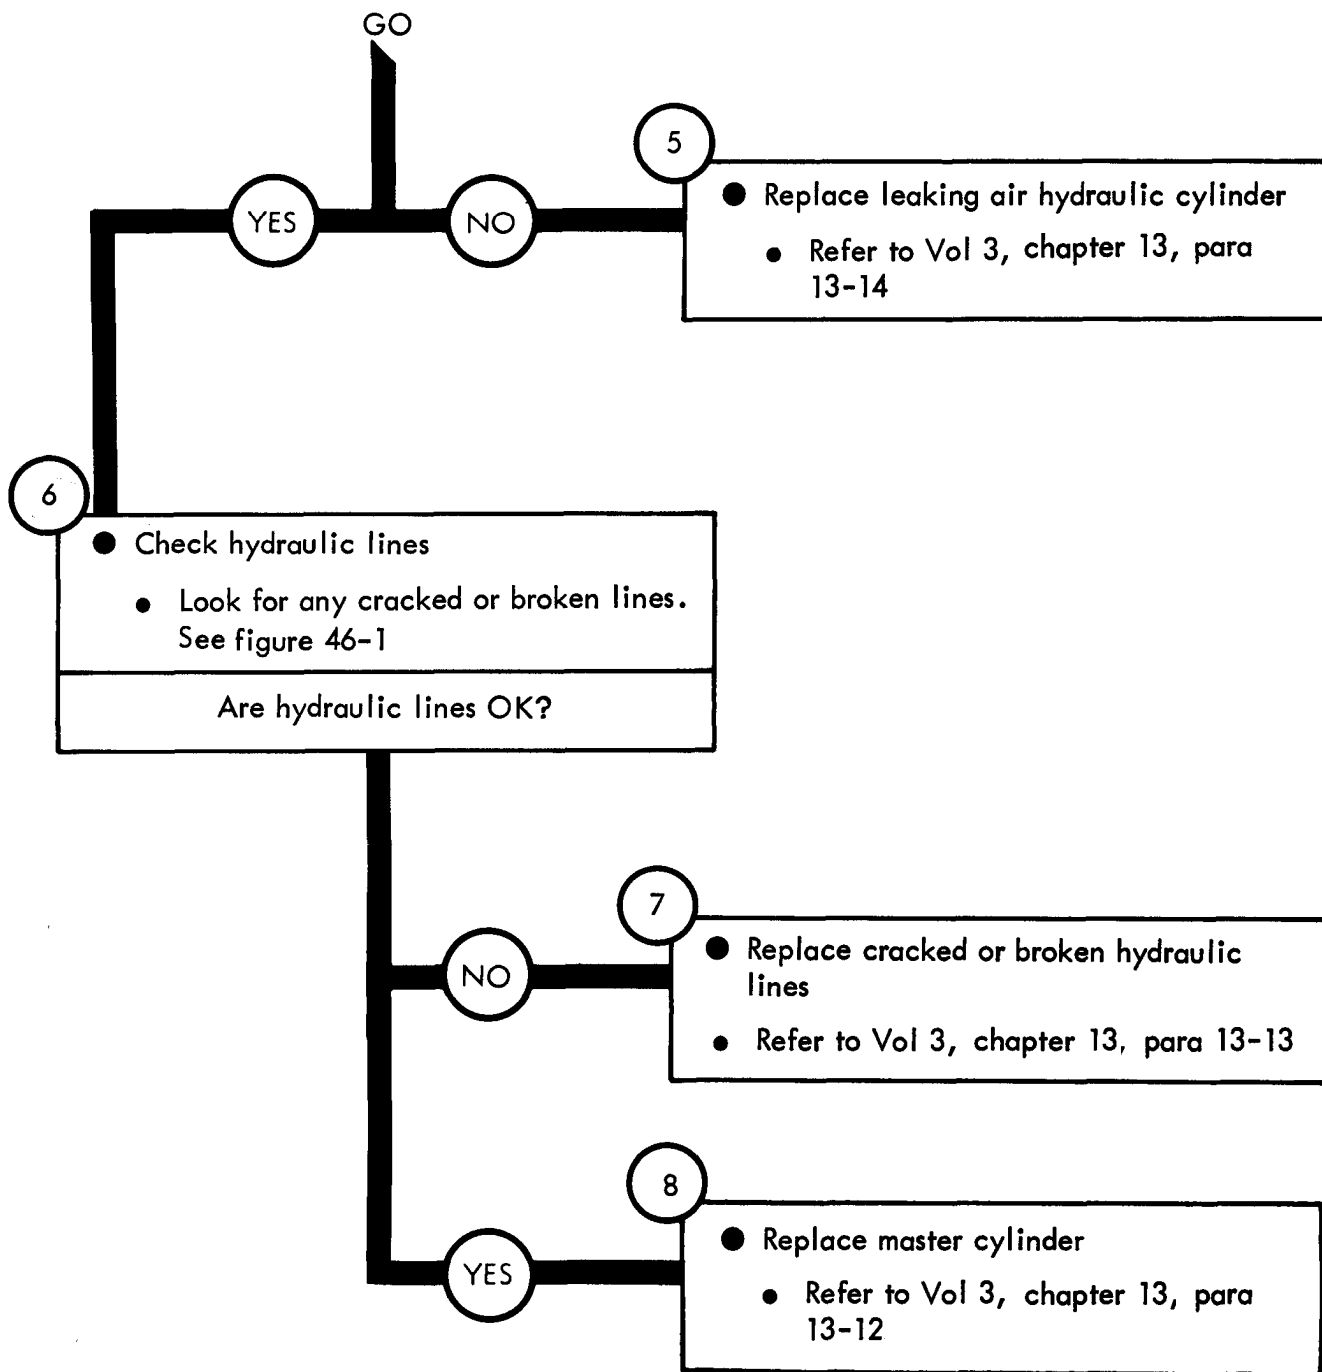 GO
YES
NO
5
● Replace leaking air hydraulic cylinder
● Refer to Vol 3, chapter 13, para
13-14
6
● Check hydraulic lines
● Look for any cracked or broken lines.
See figure 46-1
Are hydraulic lines OK?
NO
7
● Replace cracked or broken hydraulic
lines
● Refer to Vol 3, chapter 13, para 13-13
YES
8
● Replace master cylinder
● Refer to Vol 3, chapter 13, para
13-12